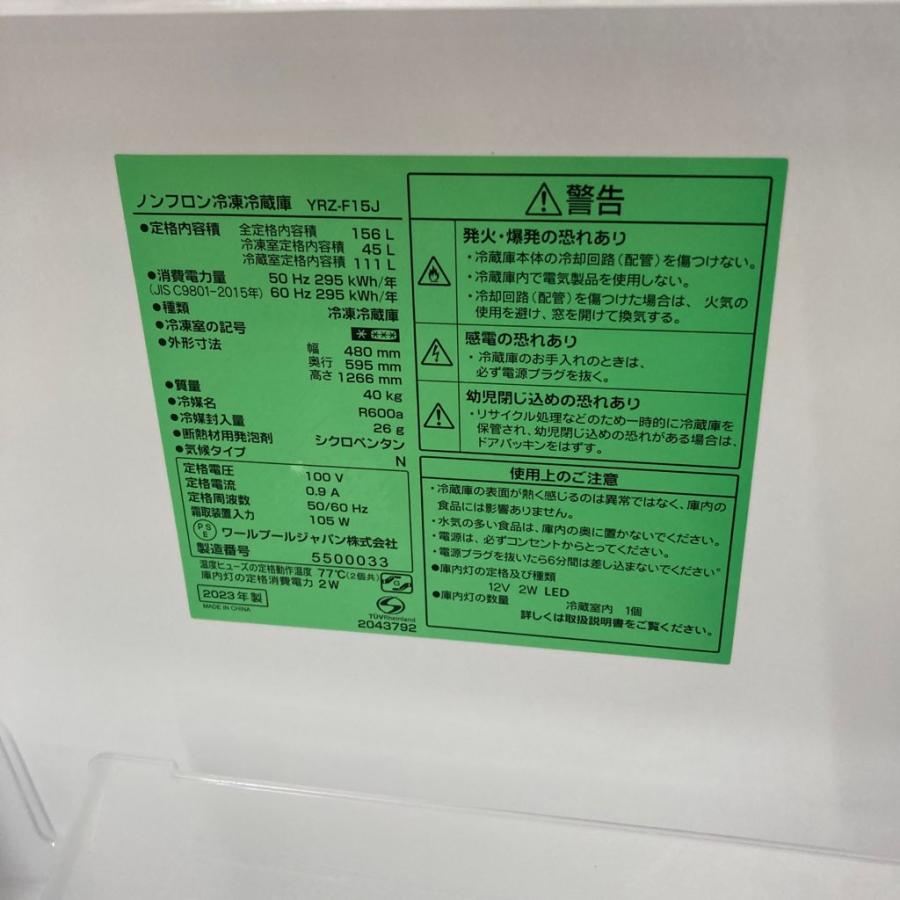 ノンフロン冷凍冷蔵庫 YRZ-F15J
●定格内容積 全定格内容積 156 L
冷凍室定格内容積 45 L
冷蔵室定格内容積 111 L
●消費電力量 50 Hz 295 kWh/年
(JIS C9801-2015年) 60 Hz 295 kWh/年
●種類 冷凍冷蔵庫
●冷凍室の記号
●外形寸法 幅 480 mm
奥行 595 mm
高さ 1266 mm
●質量 40 kg
●冷媒名 R600a
●冷媒封入量 26 g
●断熱材用発泡剤 シクロペンタン
●気候タイプ N
定格電圧 100 V
定格電流 0.9 A
定格周波数 50/60 Hz
霜取装置入力 105 W
PSE ワールプールジャパン株式会社
製造番号 5500033
温度ヒューズの定格動作温度 77℃(2個共)
庫内灯の定格消費電力 2W
2023年製
MADE IN CHINA
TÜVRheinland
2043792
警告
発火・爆発の恐れあり
・冷蔵庫本体の冷却回路(配管)を傷つけない。
・冷蔵庫内で電気製品を使用しない。
・冷却回路(配管)を傷つけた場合は、火気の
使用を避け、窓を開けて換気する。
感電の恐れあり
・冷蔵庫のお手入れのときは、
必ず電源プラグを抜く。
幼児閉じ込めの恐れあり
・リサイクル処理などのため一時的に冷蔵庫を
保管され、幼児閉じ込めの恐れがある場合は、
ドアパッキンをはずす。
使用上のご注意
・冷蔵庫の表面が熱く感じるのは異常ではなく、庫内の
食品には影響ありません。
・水気の多い食品は、庫内の奥に置かないでください。
・電源は、必ずコンセントからとってください。
・電源プラグを抜いたら6分間は差し込まないでください。
●庫内灯の定格及び種類
12V 2W LED
●庫内灯の数量 冷蔵室内 1個
詳しくは取扱説明書をご覧ください。